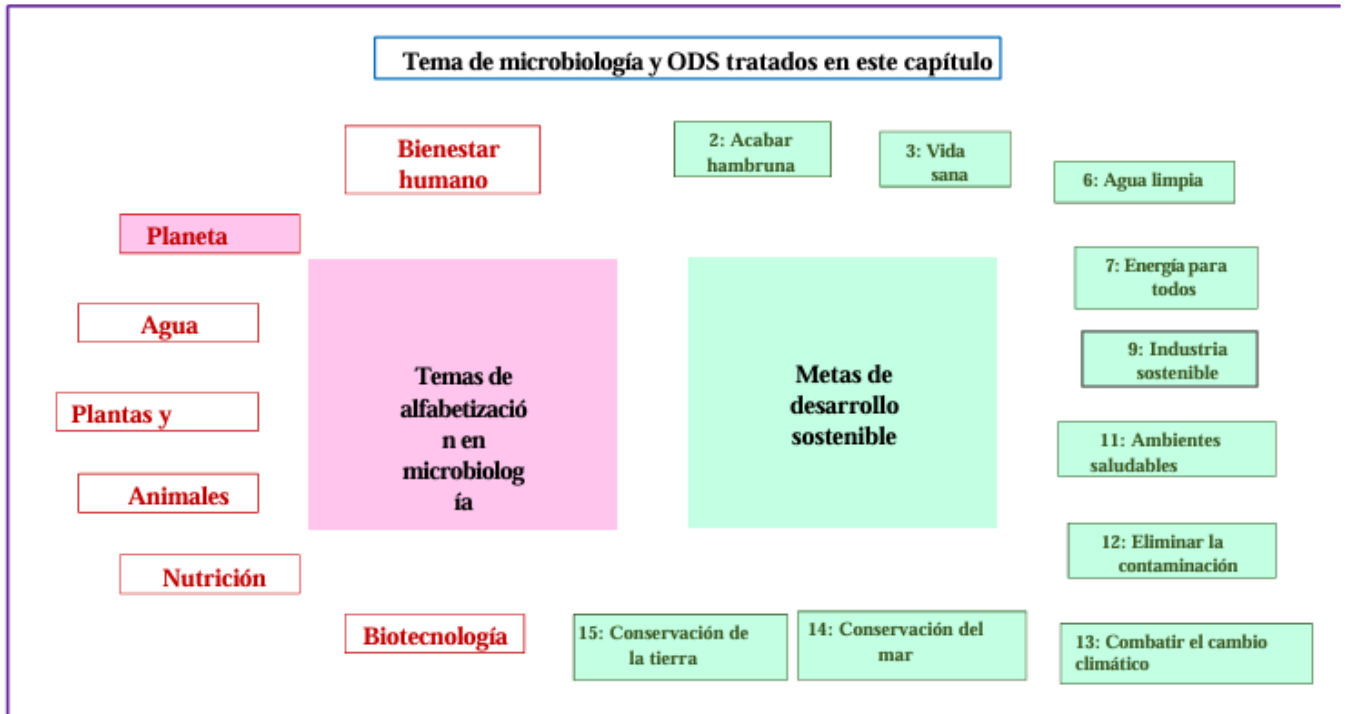 Tema de microbiología y ODS tratados en este capítulo
Bienestar
humano
2: Acabar
hambruna
3: Vida
sana
6: Agua limpia
Planeta
7: Energía para
todos
Agua
9: Industria
sostenible
Temas de
alfabetizació
n en
microbiolog
ía
Metas de
desarrollo
sostenible
Plantas y
11: Ambientes
saludables
Animales
12: Eliminar la
contaminación
Nutrición
Biotecnología
15: Conservación de
la tierra
14: Conservación del
mar
13: Combatir el cambio
climático